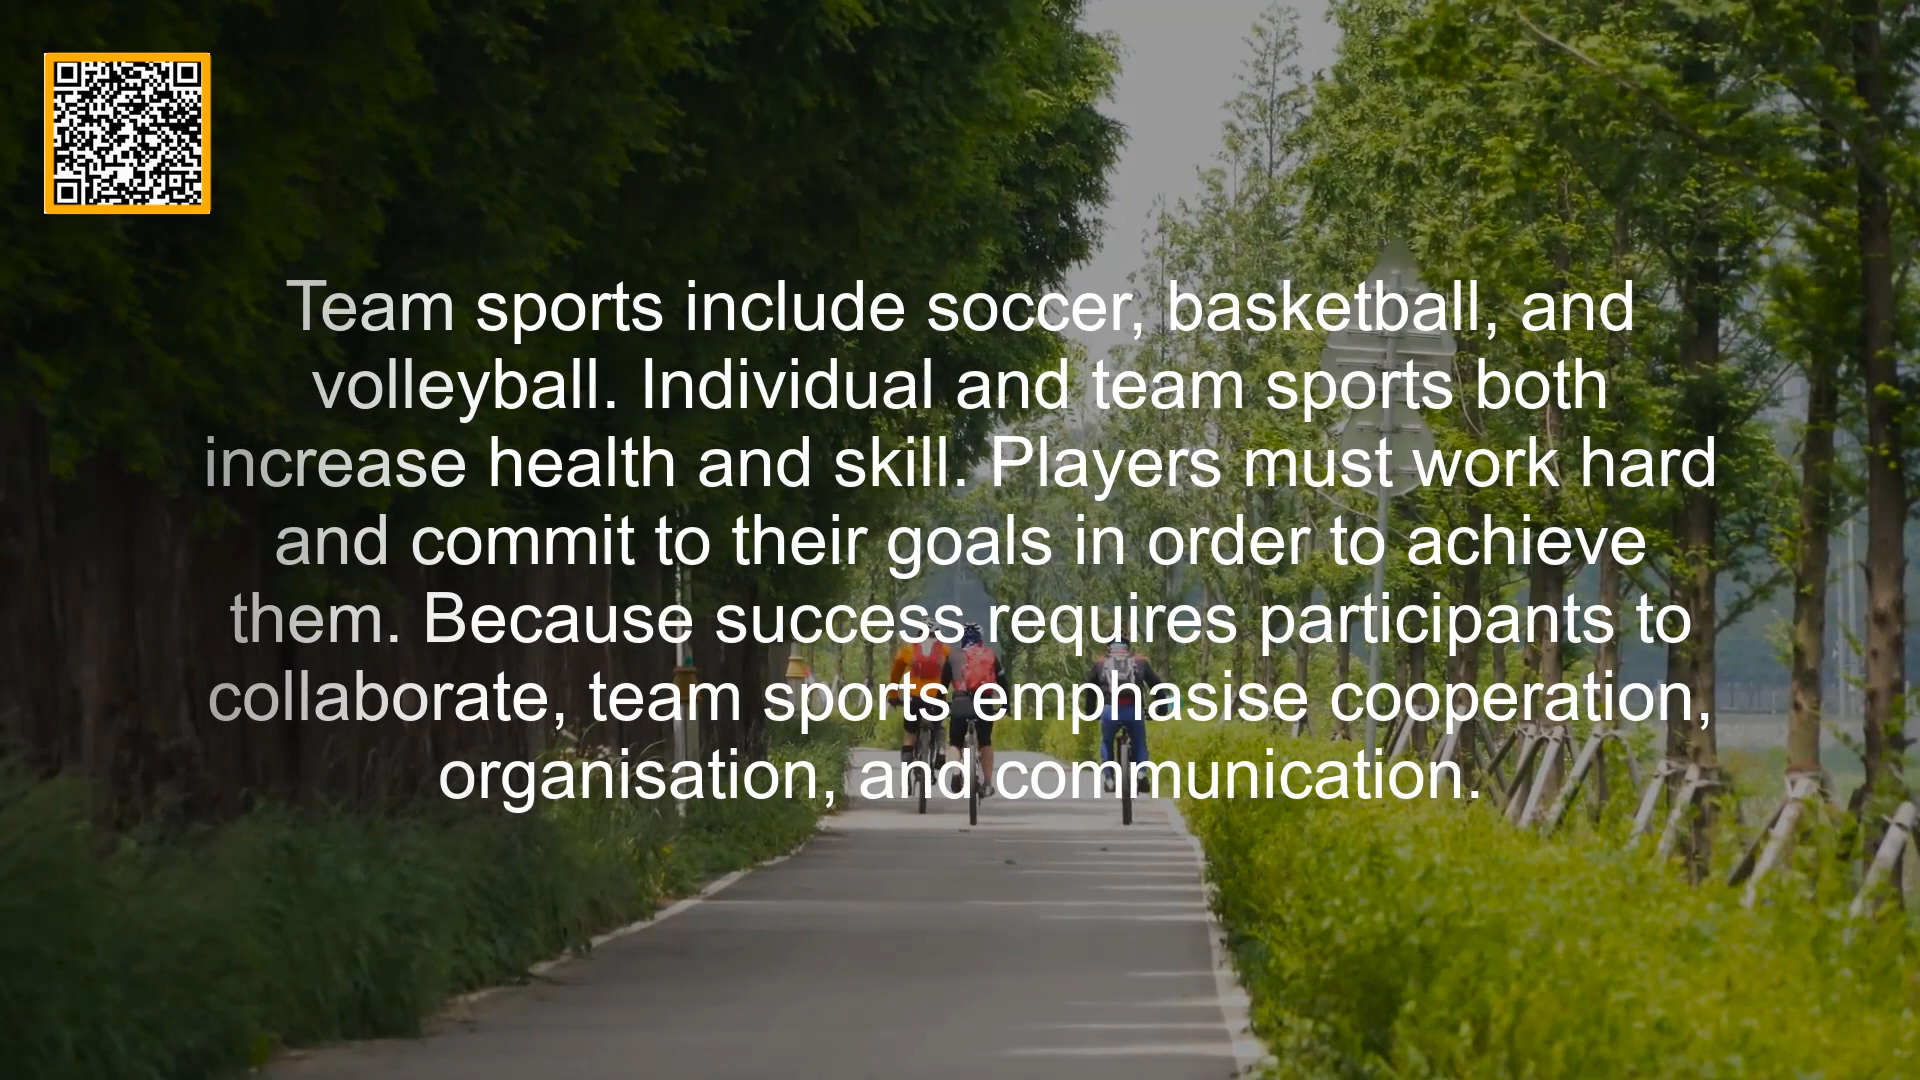 Team sports include soccer, basketball, and
volleyball. Individual and team sports both
increase health and skill. Players must work hard
and commit to their goals in order to achieve
them. Because success requires participants to
collaborate, team sports emphasise cooperation,
organisation, and communication.